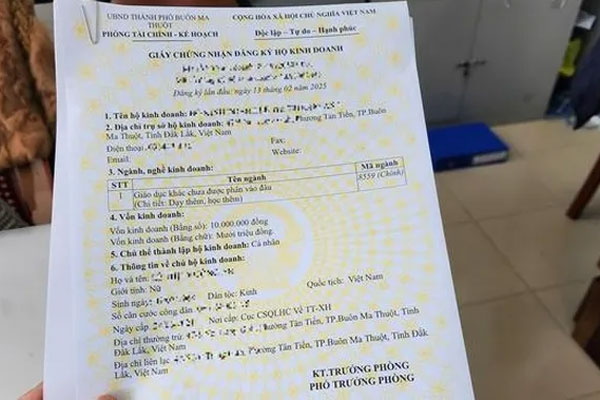 UBND THÀNH PHỐ BUÔN MA
THUỘT
PHÒNG TÀI CHÍNH - KẾ HOẠCH
CỘNG HÒA XÃ HỘI CHỦ NGHĨA VIỆT NAM
Độc lập - Tự do - Hạnh phúc
GIẤY CHỨNG NHẬN ĐĂNG KÝ HỘ KINH DOANH
Đăng ký lần đầu: ngày 13 tháng 02 năm 2025
1. Tên hộ kinh doanh:
2. Địa chỉ trụ sở hộ kinh doanh: Phường Tân Tiến, TP.Buôn
Ma Thuột, Tỉnh Đắk Lắk, Việt Nam
Điện thoại: Fax:
Email: Website:
3. Ngành, nghề kinh doanh:
STT Tên ngành Mã ngành
1 Giáo dục khác chưa được phân vào đâu 8559 (Chính)
(Chi tiết: Dạy thêm, học thêm)
4. Vốn kinh doanh:
Vốn kinh doanh (Bằng số): 10.000.000 đồng
Vốn kinh doanh (Bằng chữ): Mười triệu đồng.
5. Chủ thể thành lập hộ kinh doanh: Cá nhân
6. Thông tin về chủ hộ kinh doanh:
Họ và tên:
Giới tính: Nữ
Sinh ngày: Dân tộc: Kinh Quốc tịch: Việt Nam
Số căn cước công dân
Ngày cấp: Nơi cấp: Cục CSQLHC Về TT-XH
Địa chỉ thường trú: Phường Tân Tiến, TP.Buôn Ma Thuột, Tỉnh
Đắk Lắk, Việt Nam
Địa chỉ liên lạc: Phường Tân Tiến, TP.Buôn Ma Thuột, Tỉnh Đắk
Lắk, Việt Nam
KT.TRƯỞNG PHÒNG
PHÓ TRƯỞNG PHÒNG